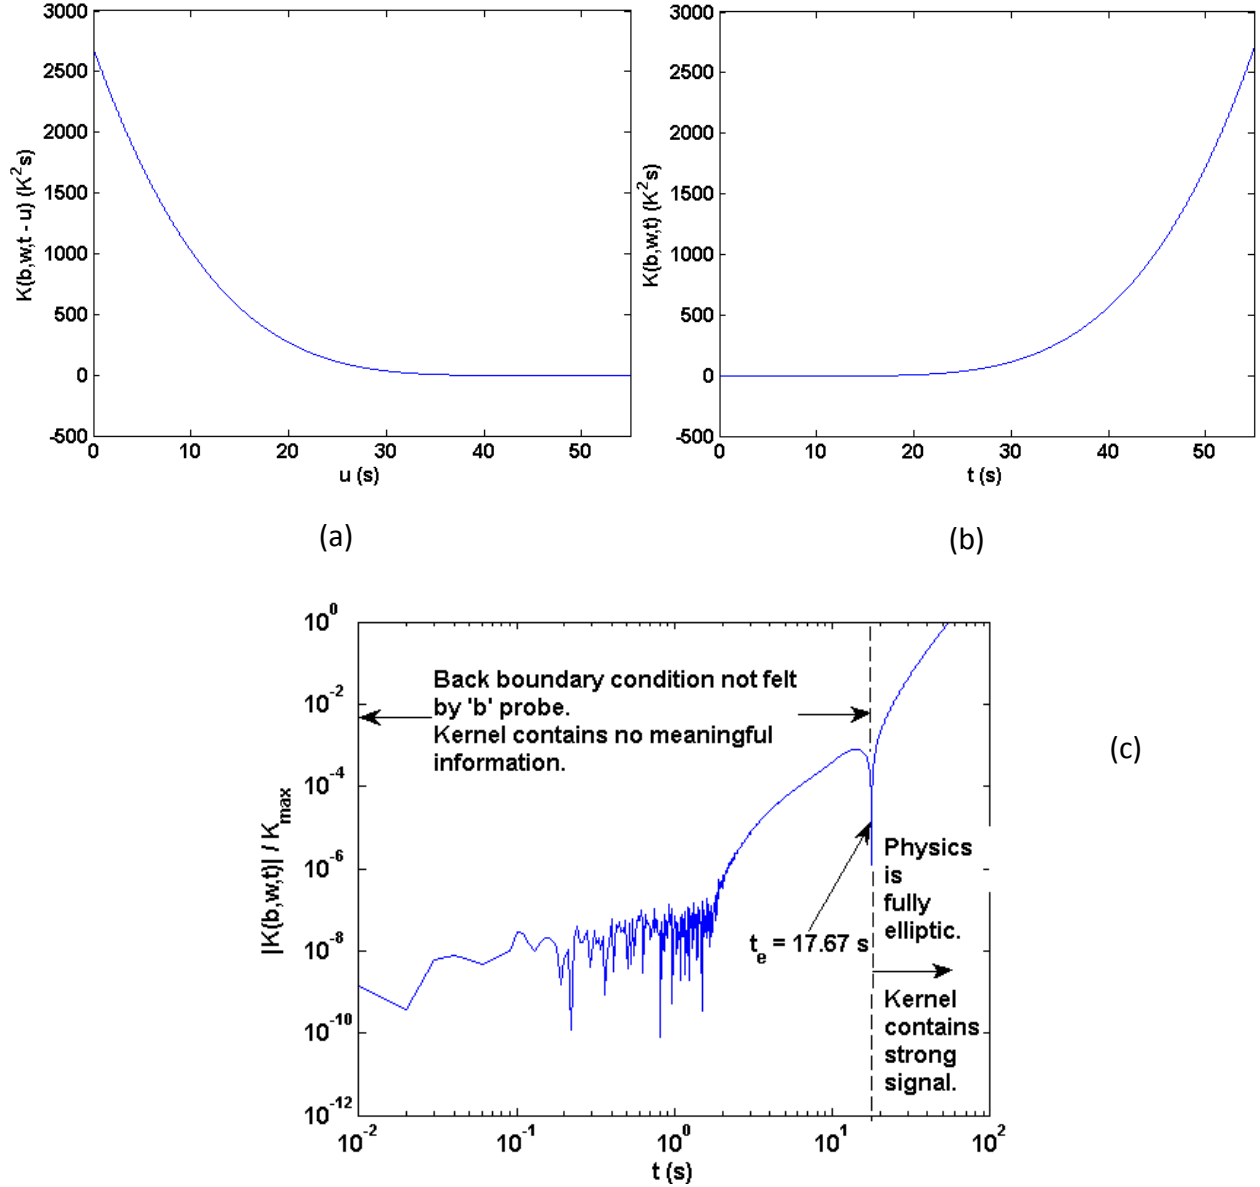 3000
2500
2000
1500
1000
500
0
-500
K(b,w,t - u) (K²s)
0 10 20 30 40 50
u (s)
(a)
3000
2500
2000
1500
1000
500
0
-500
K(b,w,t) (K²s)
0 10 20 30 40 50
t (s)
(b)
10⁰
10⁻²
10⁻⁴
10⁻⁶
10⁻⁸
10⁻¹⁰
10⁻¹²
|K(b,w,t)| / Kₘₐₓ
Back boundary condition not felt
by 'b' probe.
Kernel contains no meaningful
information.
tₑ = 17.67 s
Physics
is
fully
elliptic.
Kernel
contains
strong
signal.
10⁻² 10⁻¹ 10⁰ 10¹ 10²
t (s)
(c)